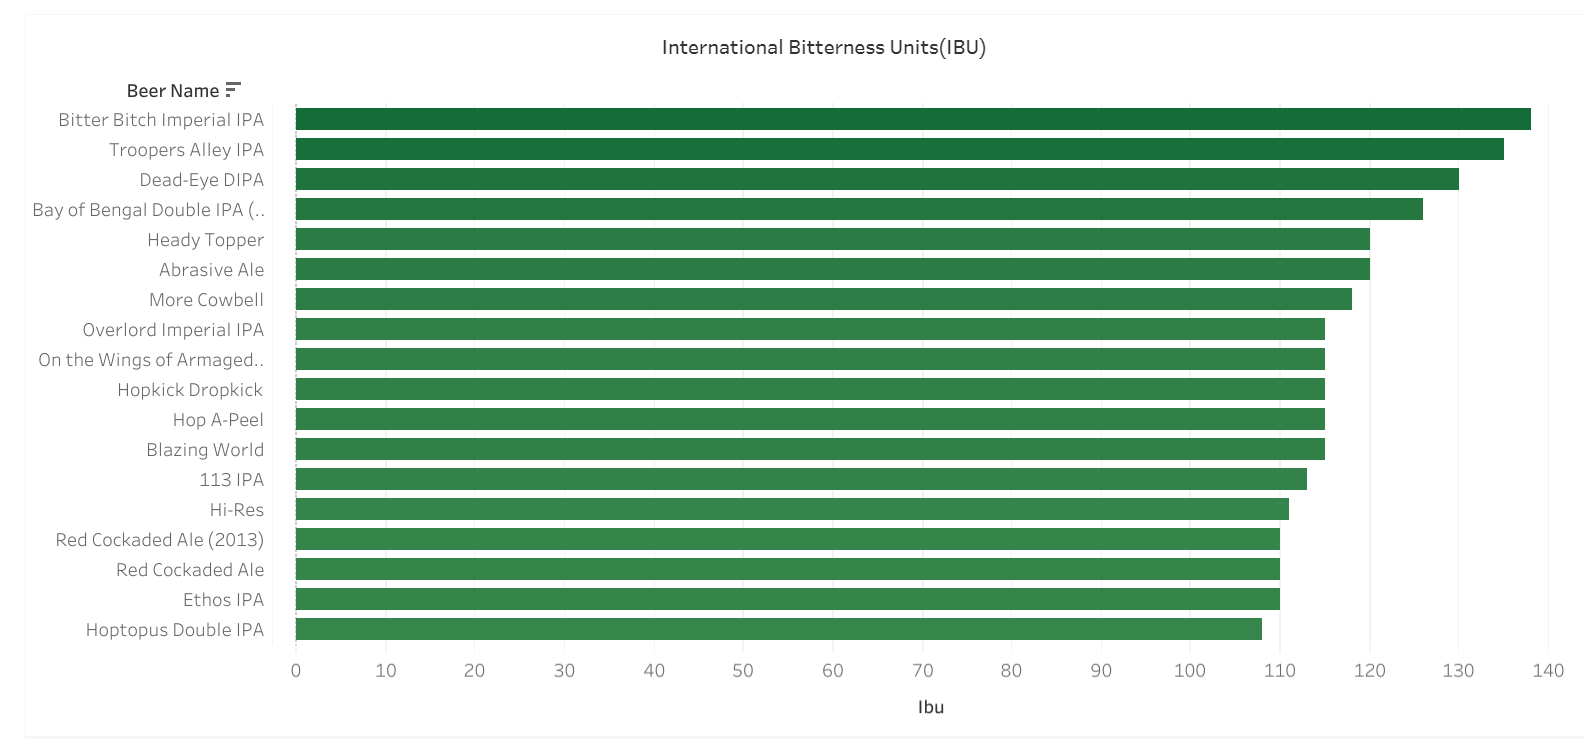 International Bitterness Units(IBU)
Beer Name
Bitter Bitch Imperial IPA
Troopers Alley IPA
Dead-Eye DIPA
Bay of Bengal Double IPA (..
Heady Topper
Abrasive Ale
More Cowbell
Overlord Imperial IPA
On the Wings of Armaged..
Hopkick Dropkick
Hop A-Peel
Blazing World
113 IPA
Hi-Res
Red Cockaded Ale (2013)
Red Cockaded Ale
Ethos IPA
Hoptopus Double IPA
0 10 20 30 40 50 60 70 80 90 100 110 120 130 140
Ibu